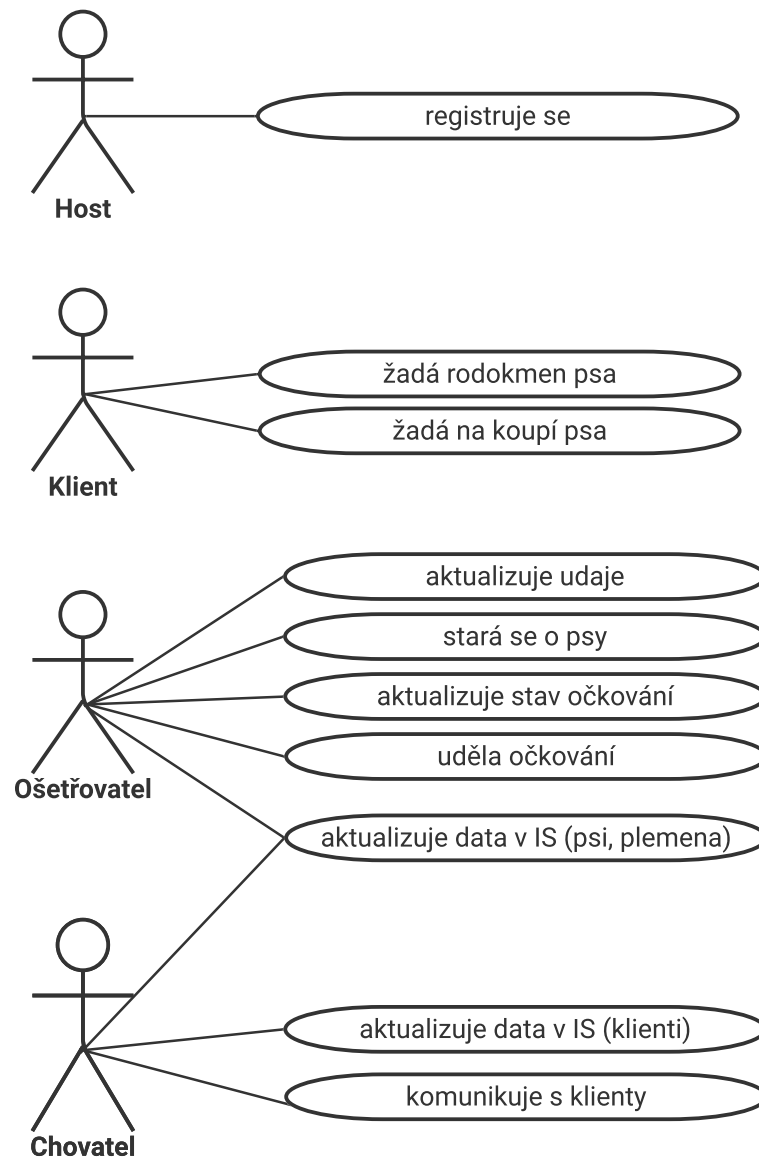 registruje se
Host
žadá rodokmen psa
žadá na koupí psa
Klient
aktualizuje udaje
stará se o psy
aktualizuje stav očkování
uděla očkování
Ošetřovatel
aktualizuje data v IS (psi, plemena)
aktualizuje data v IS (klienti)
komunikuje s klienty
Chovatel